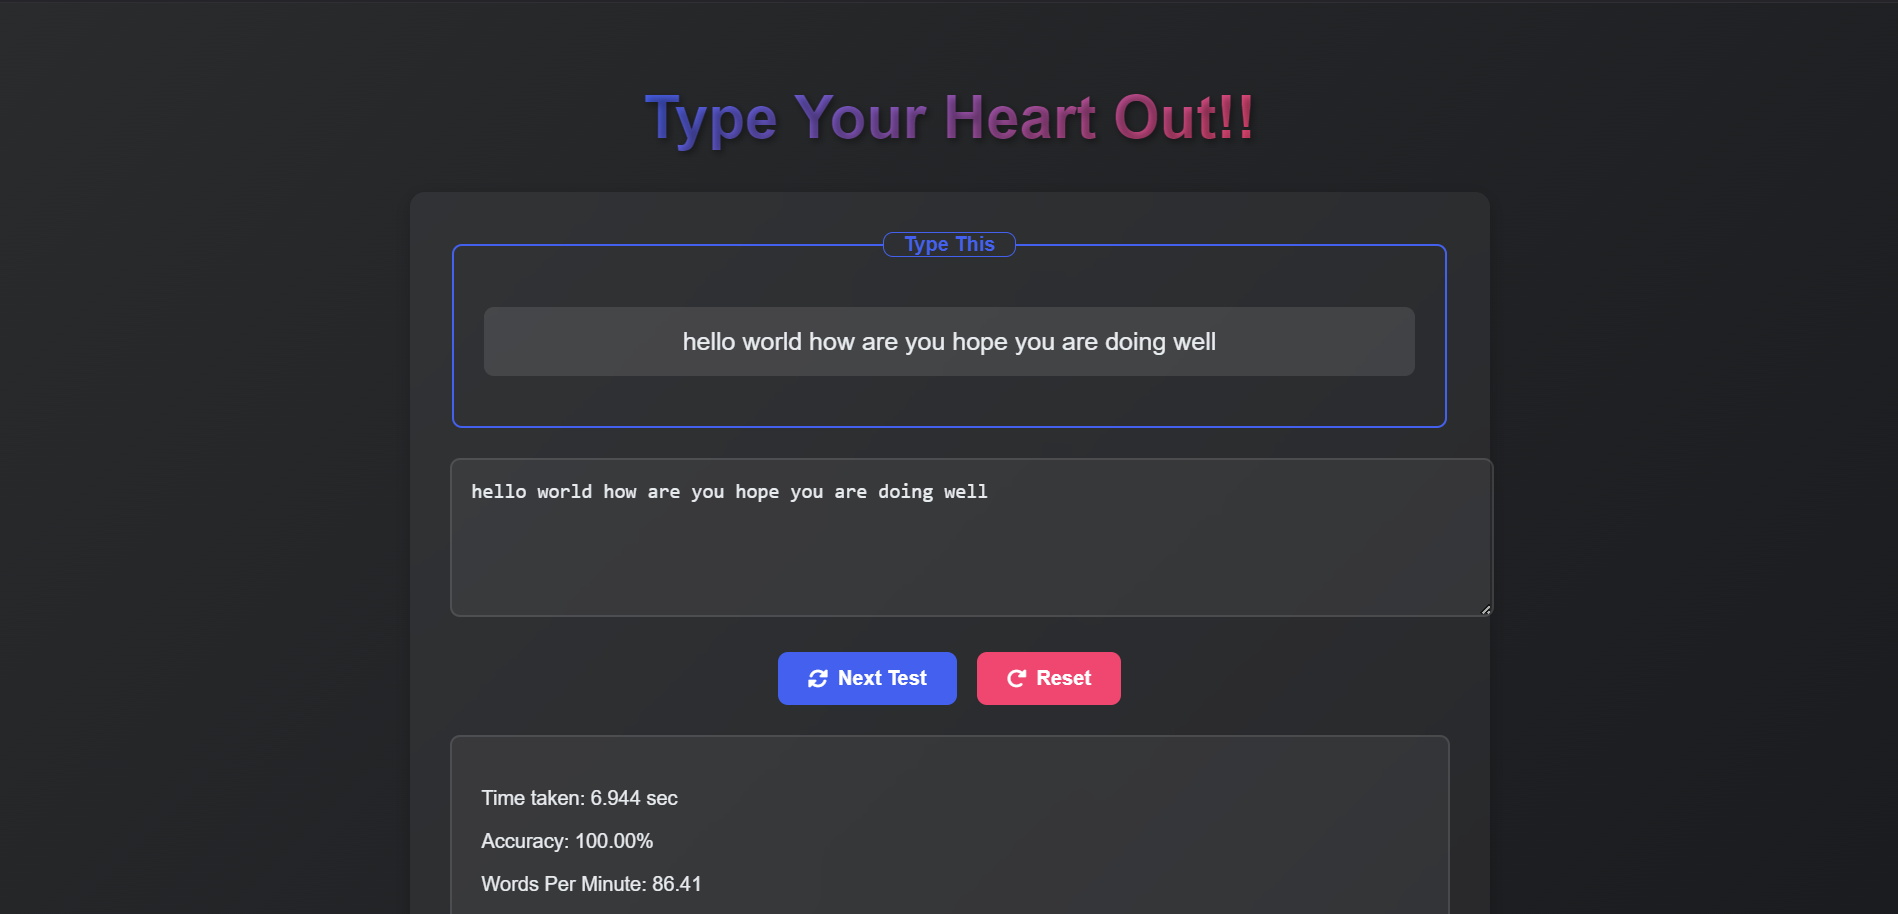 Type Your Heart Out!!
Type This
hello world how are you hope you are doing well
hello world how are you hope you are doing well
Next Test
Reset
Time taken: 6.944 sec
Accuracy: 100.00%
Words Per Minute: 86.41